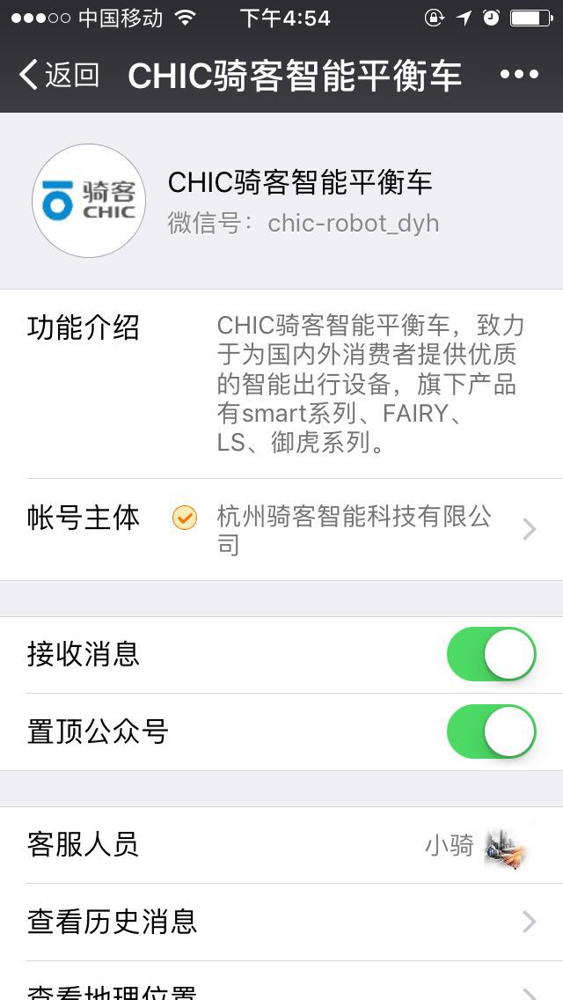 中国移动 下午4:54
返回 CHIC骑客智能平衡车
骑客
CHIC
CHIC骑客智能平衡车
微信号：chic-robot_dyh
功能介绍
CHIC骑客智能平衡车，致力
于为国内外消费者提供优质
的智能出行设备，旗下产品
有smart系列、FAIRY、
LS、御虎系列。
帐号主体
杭州骑客智能科技有限公
司
接收消息
置顶公众号
客服人员 小骑
查看历史消息
查看地理位置